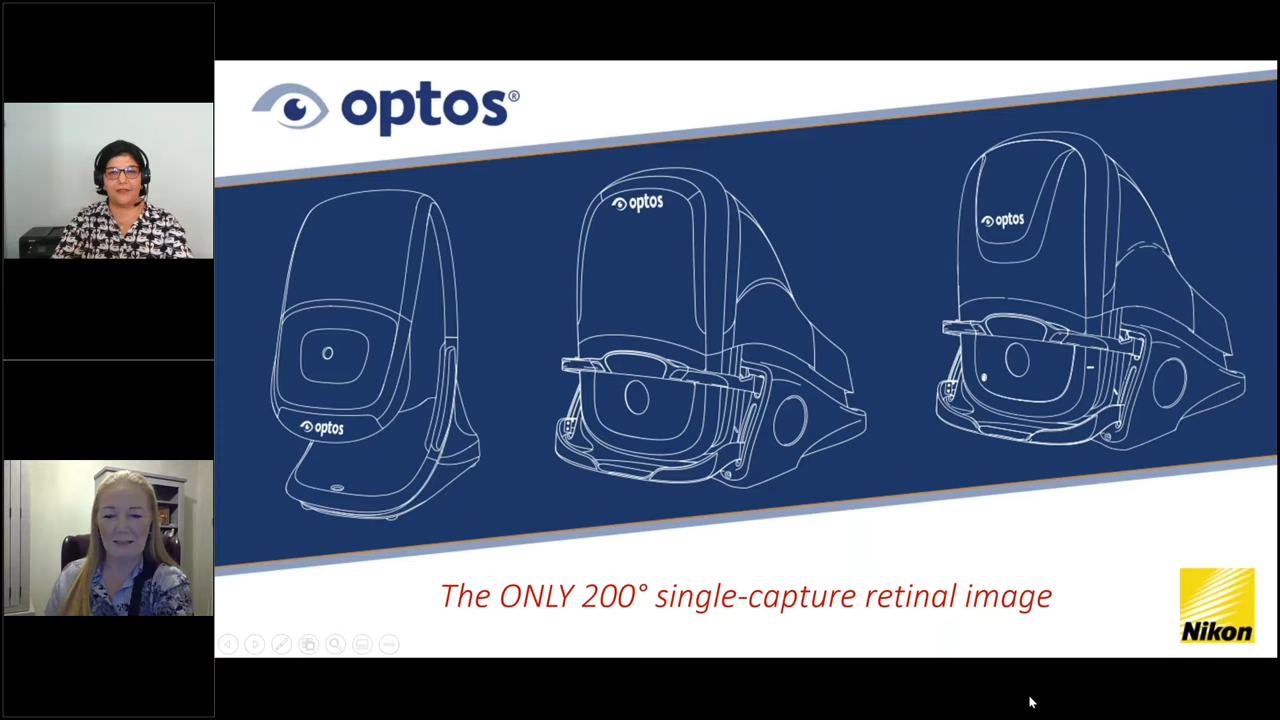 optos®
optos
optos
optos
The ONLY 200° single-capture retinal image
Nikon